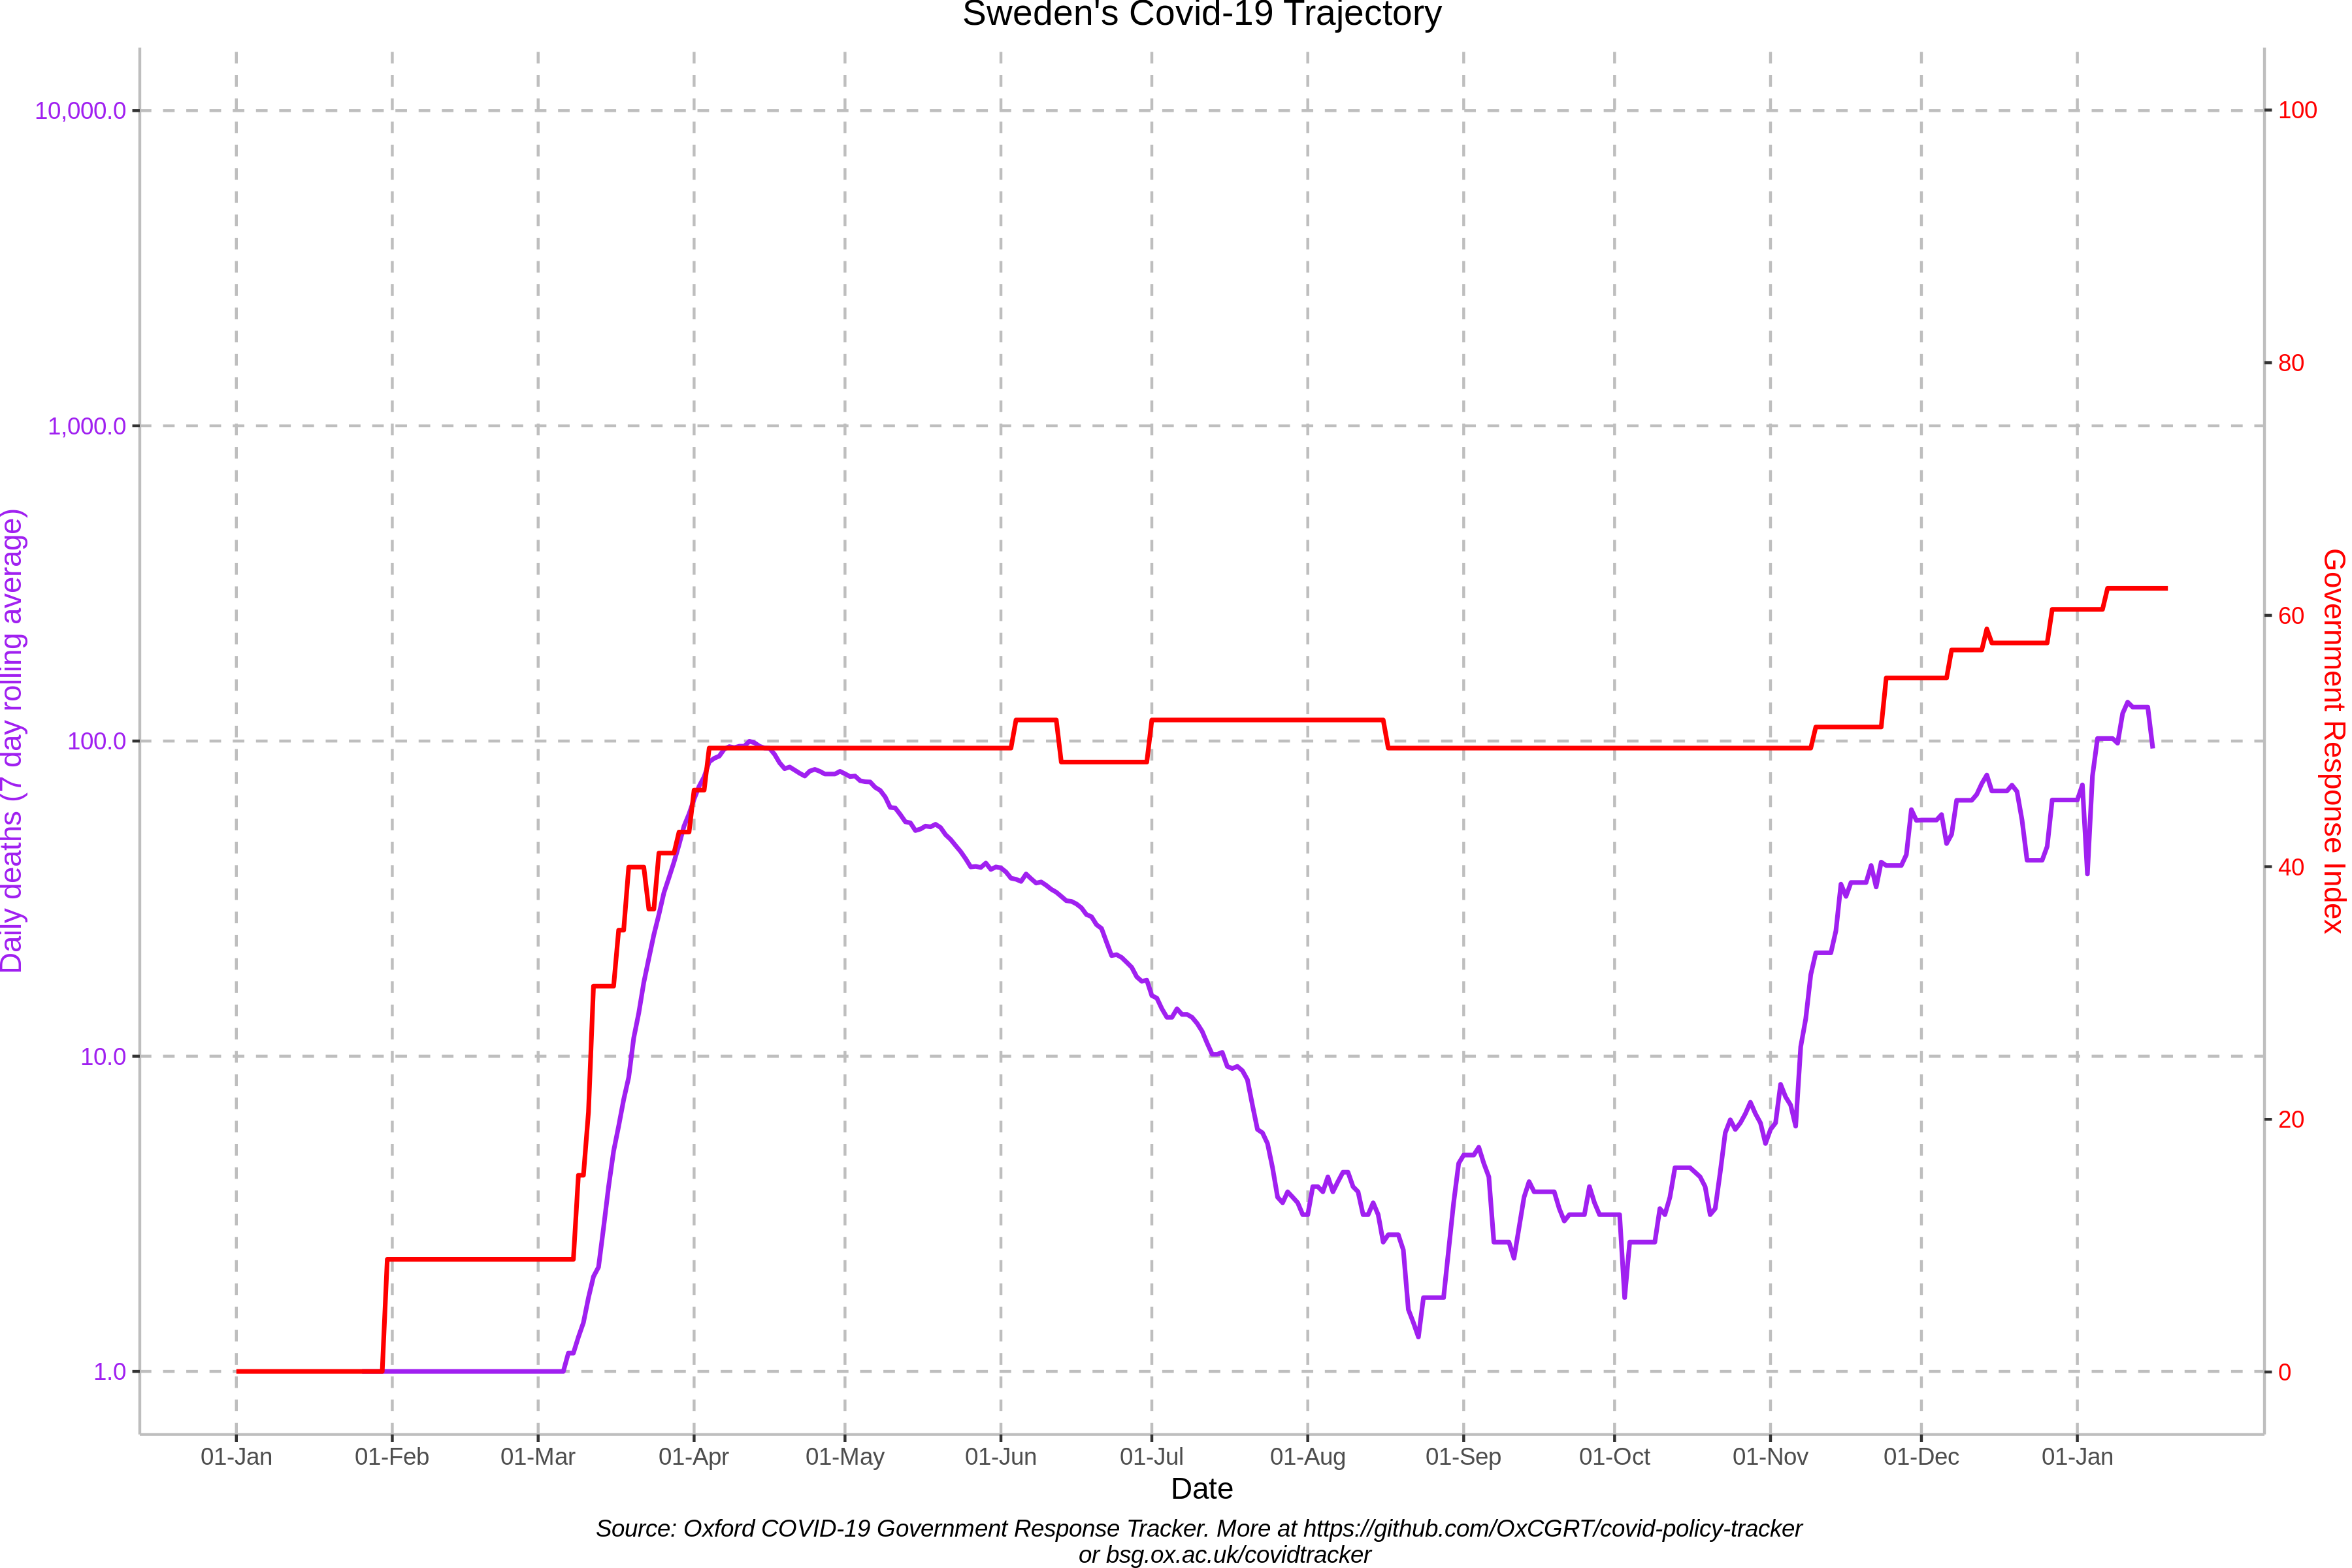 Sweden's Covid-19 Trajectory
10,000.0
1,000.0
100.0
10.0
1.0
Daily deaths (7 day rolling average)
100
80
60
40
20
0
Government Response Index
01-Jan 01-Feb 01-Mar 01-Apr 01-May 01-Jun 01-Jul 01-Aug 01-Sep 01-Oct 01-Nov 01-Dec 01-Jan
Date
Source: Oxford COVID-19 Government Response Tracker. More at https://github.com/OxCGRT/covid-policy-tracker
or bsg.ox.ac.uk/covidtracker